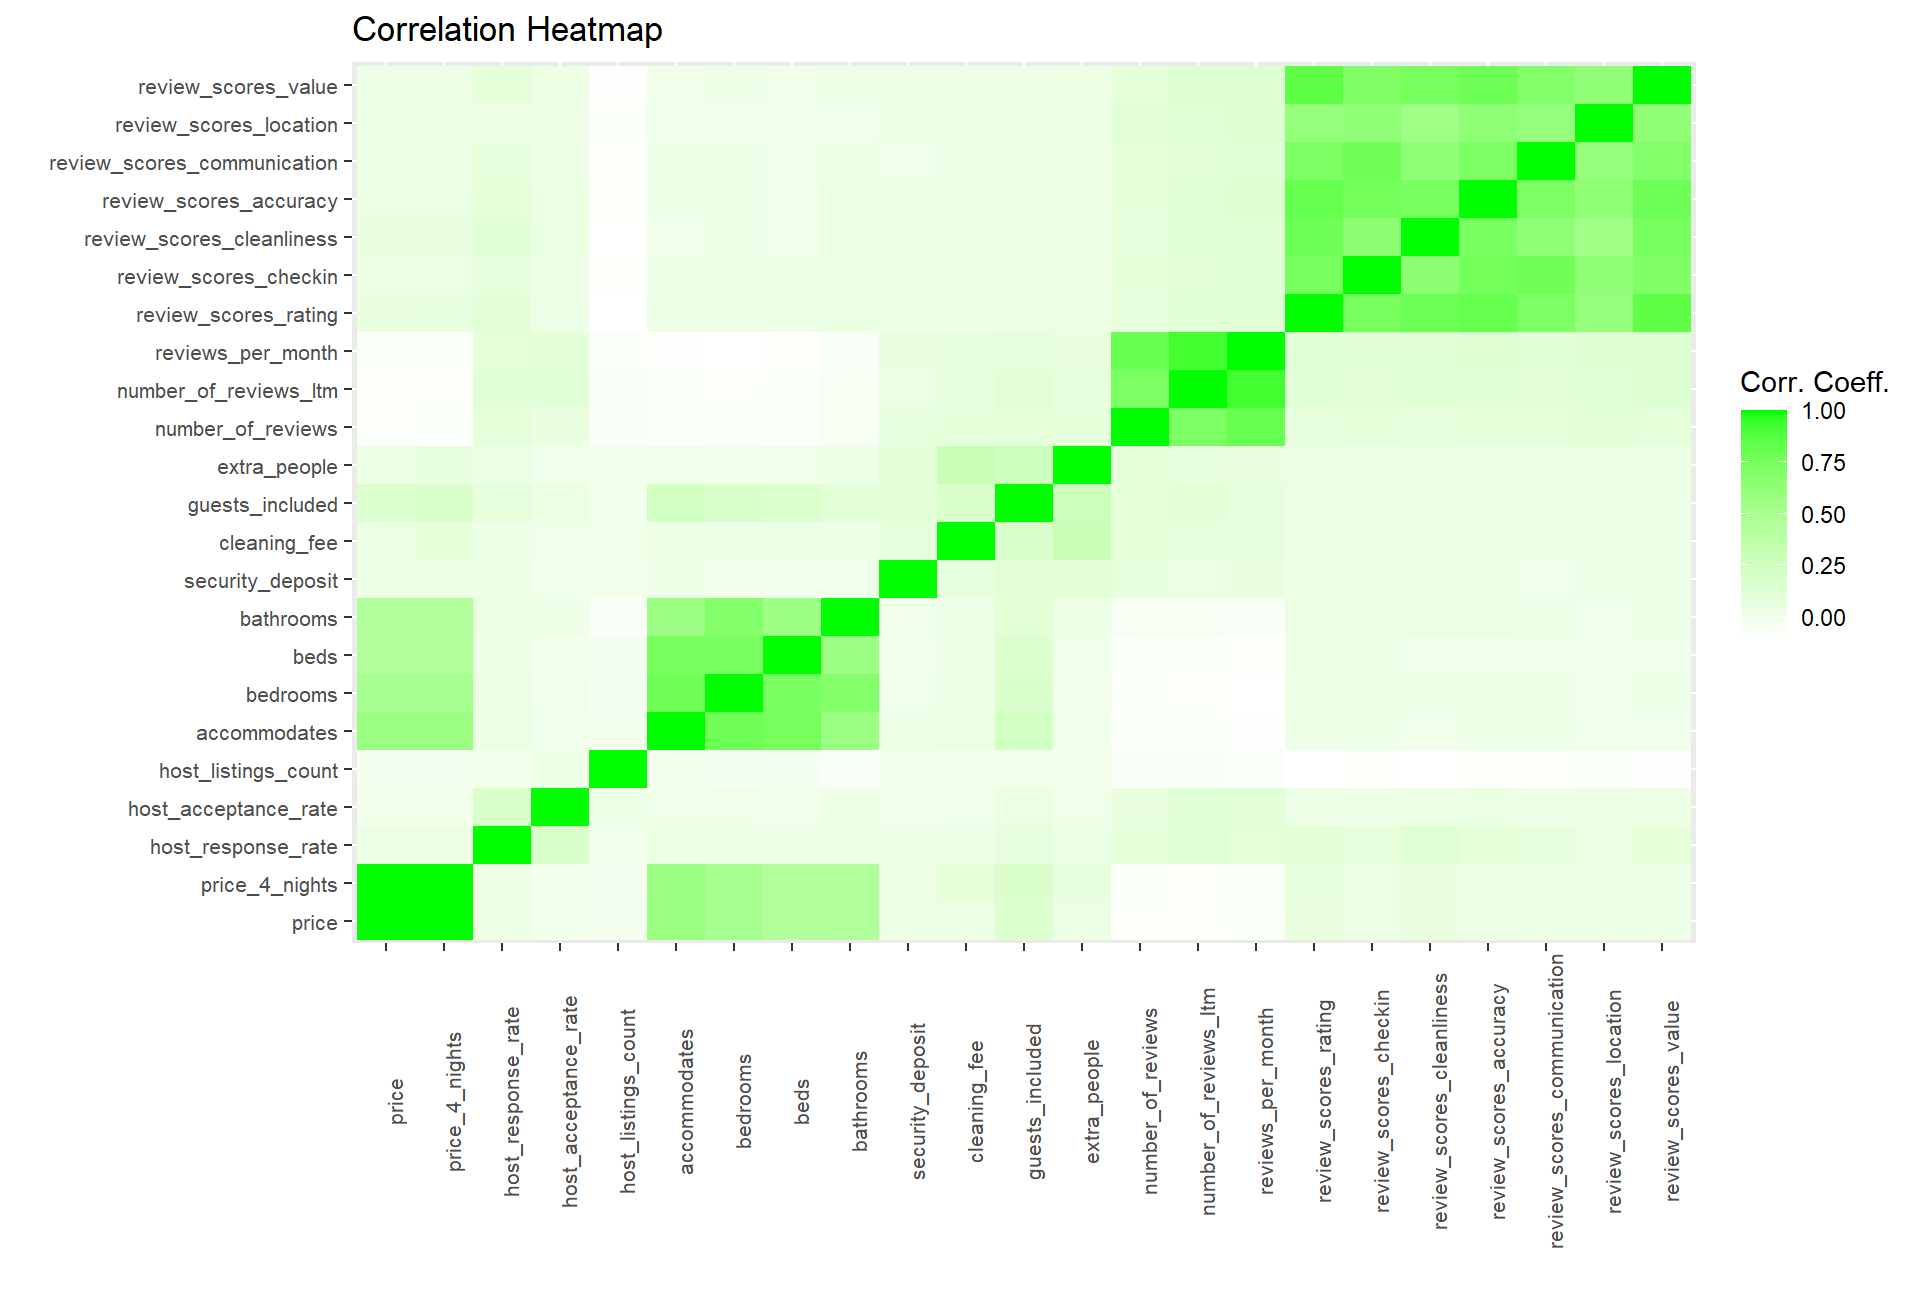 Correlation Heatmap
review_scores_value
review_scores_location
review_scores_communication
review_scores_accuracy
review_scores_cleanliness
review_scores_checkin
review_scores_rating
reviews_per_month
number_of_reviews_ltm
number_of_reviews
extra_people
guests_included
cleaning_fee
security_deposit
bathrooms
beds
bedrooms
accommodates
host_listings_count
host_acceptance_rate
host_response_rate
price_4_nights
price
price
price_4_nights
host_response_rate
host_acceptance_rate
host_listings_count
accommodates
bedrooms
beds
bathrooms
security_deposit
cleaning_fee
guests_included
extra_people
number_of_reviews
number_of_reviews_ltm
reviews_per_month
review_scores_rating
review_scores_checkin
review_scores_cleanliness
review_scores_accuracy
review_scores_communication
review_scores_location
review_scores_value
Corr. Coeff.
1.00
0.75
0.50
0.25
0.00